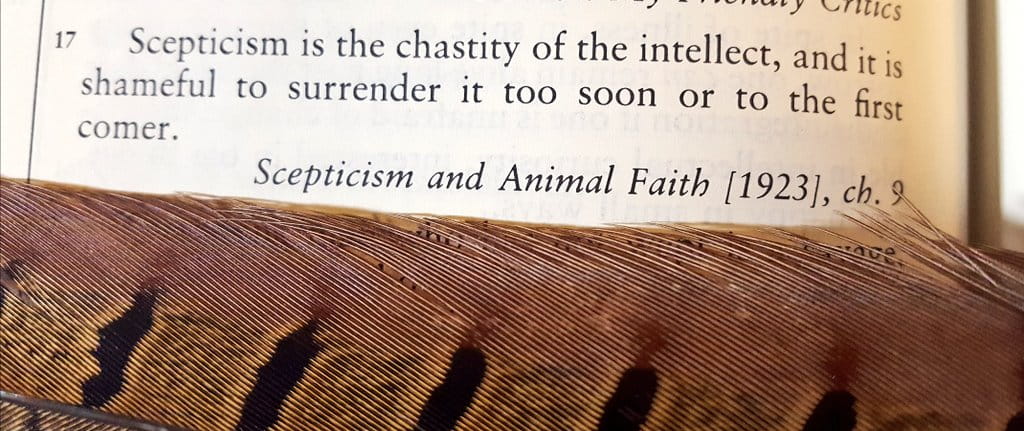 Critics
17 Scepticism is the chastity of the intellect, and it is
shameful to surrender it too soon or to the first
comer.
Scepticism and Animal Faith [1923], ch. 9